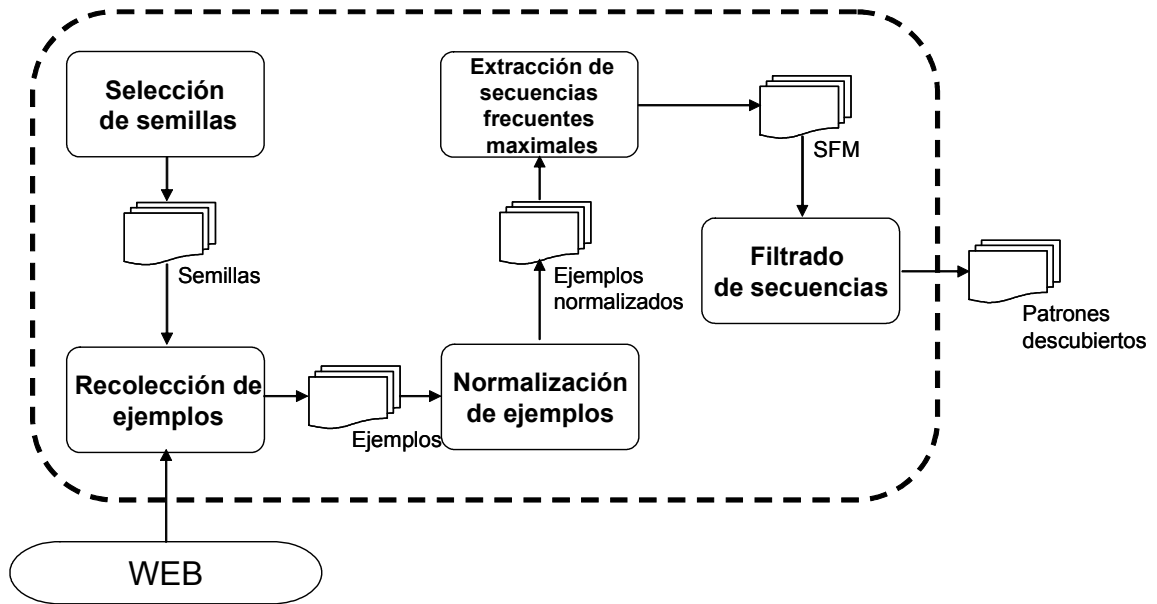 Selección
de semillas
Semillas
Recolección de
ejemplos
Ejemplos
Normalización
de ejemplos
Ejemplos
normalizados
Extracción de
secuencias
frecuentes
maximales
SFM
Filtrado
de secuencias
Patrones
descubiertos
WEB